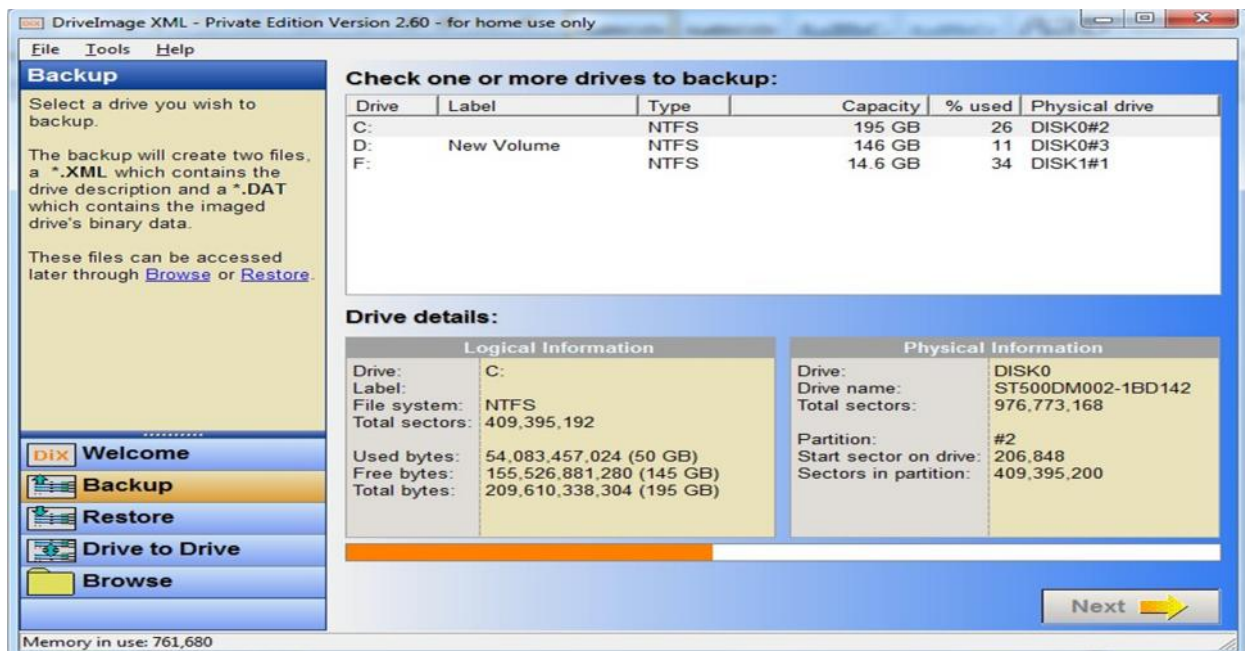 DiX DriveImage XML - Private Edition Version 2.60 - for home use only
File Tools Help
Backup
Select a drive you wish to
backup.
The backup will create two files,
a *.XML which contains the
drive description and a *.DAT
which contains the imaged
drive's binary data.
These files can be accessed
later through Browse or Restore.
DiX Welcome
Backup
Restore
Drive to Drive
Browse
Check one or more drives to backup:
Drive Label Type Capacity % used Physical drive
C: NTFS 195 GB 26 DISK0#2
D: New Volume NTFS 146 GB 11 DISK0#3
F: NTFS 14.6 GB 34 DISK1#1
Drive details:
Logical Information
Drive: C:
Label:
File system: NTFS
Total sectors: 409,395,192
Used bytes: 54,083,457,024 (50 GB)
Free bytes: 155,526,881,280 (145 GB)
Total bytes: 209,610,338,304 (195 GB)
Physical Information
Drive: DISK0
Drive name: ST500DM002-1BD142
Total sectors: 976,773,168
Partition: #2
Start sector on drive: 206,848
Sectors in partition: 409,395,200
Next
Memory in use: 761,680